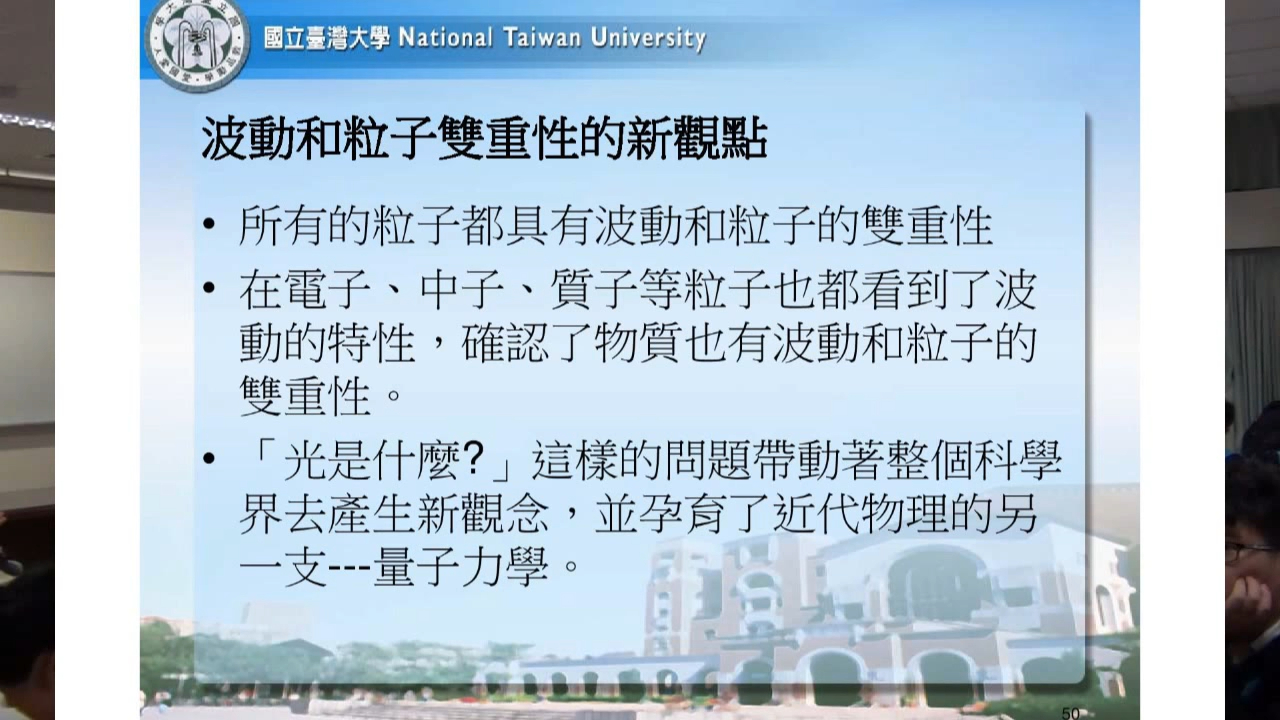 國立臺灣大學 National Taiwan University
波動和粒子雙重性的新觀點
• 所有的粒子都具有波動和粒子的雙重性
• 在電子、中子、質子等粒子也都看到了波
動的特性，確認了物質也有波動和粒子的
雙重性。
• 「光是什麼?」這樣的問題帶動著整個科學
界去產生新觀念，並孕育了近代物理的另
一支---量子力學。
50